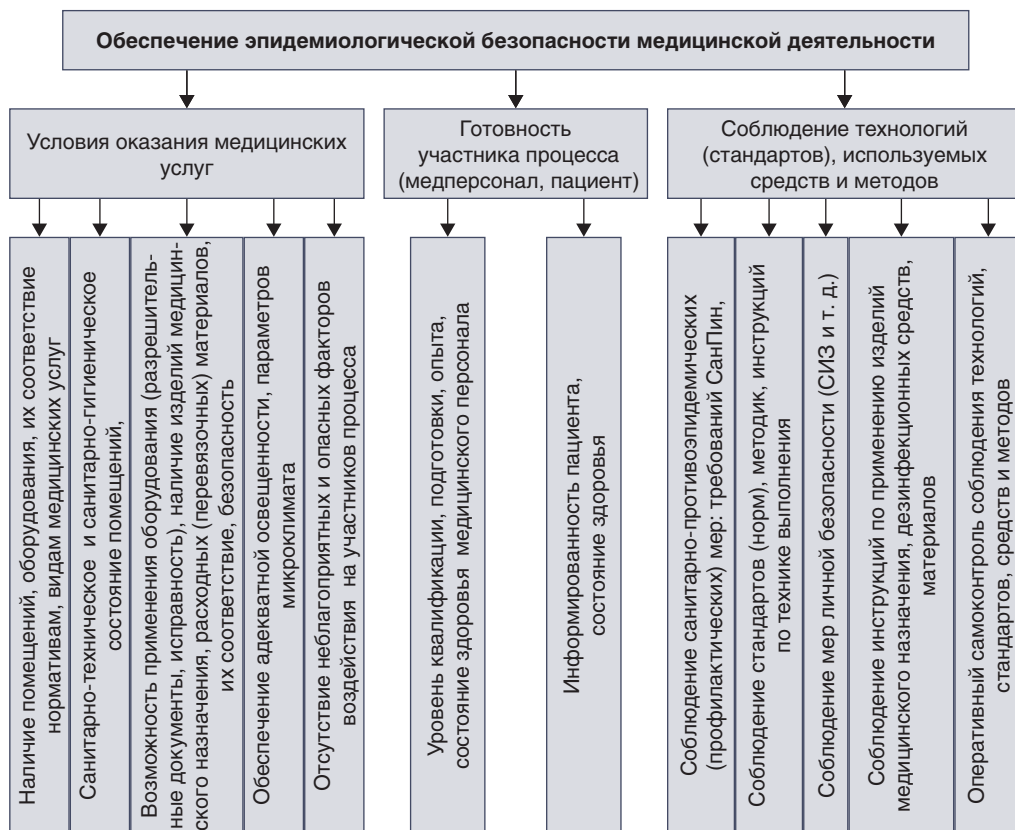 Обеспечение эпидемиологической безопасности медицинской деятельности
Условия оказания медицинских
услуг
Готовность
участника процесса
(медперсонал, пациент)
Соблюдение технологий
(стандартов), используемых
средств и методов
Наличие помещений, оборудования, их соответствие
нормативам, видам медицинских услуг
Санитарно-техническое и санитарно-гигиеническое
состояние помещений,
Возможность применения оборудования (разрешитель-
ные документы, исправность), наличие изделий медицин-
ского назначения, расходных (перевязочных) материалов,
их соответствие, безопасность
Обеспечение адекватной освещенности, параметров
микроклимата
Отсутствие неблагоприятных и опасных факторов
воздействия на участников процесса
Уровень квалификации, подготовки, опыта,
состояние здоровья медицинского персонала
Информированность пациента,
состояние здоровья
Соблюдение санитарно-противоэпидемических
(профилактических) мер: требований СанПин,
Соблюдение стандартов (норм), методик, инструкций
по технике выполнения
Соблюдение мер личной безопасности (СИЗ и т. д.)
Соблюдение инструкций по применению изделий
медицинского назначения, дезинфекционных средств,
материалов
Оперативный самоконтроль соблюдения технологий,
стандартов, средств и методов